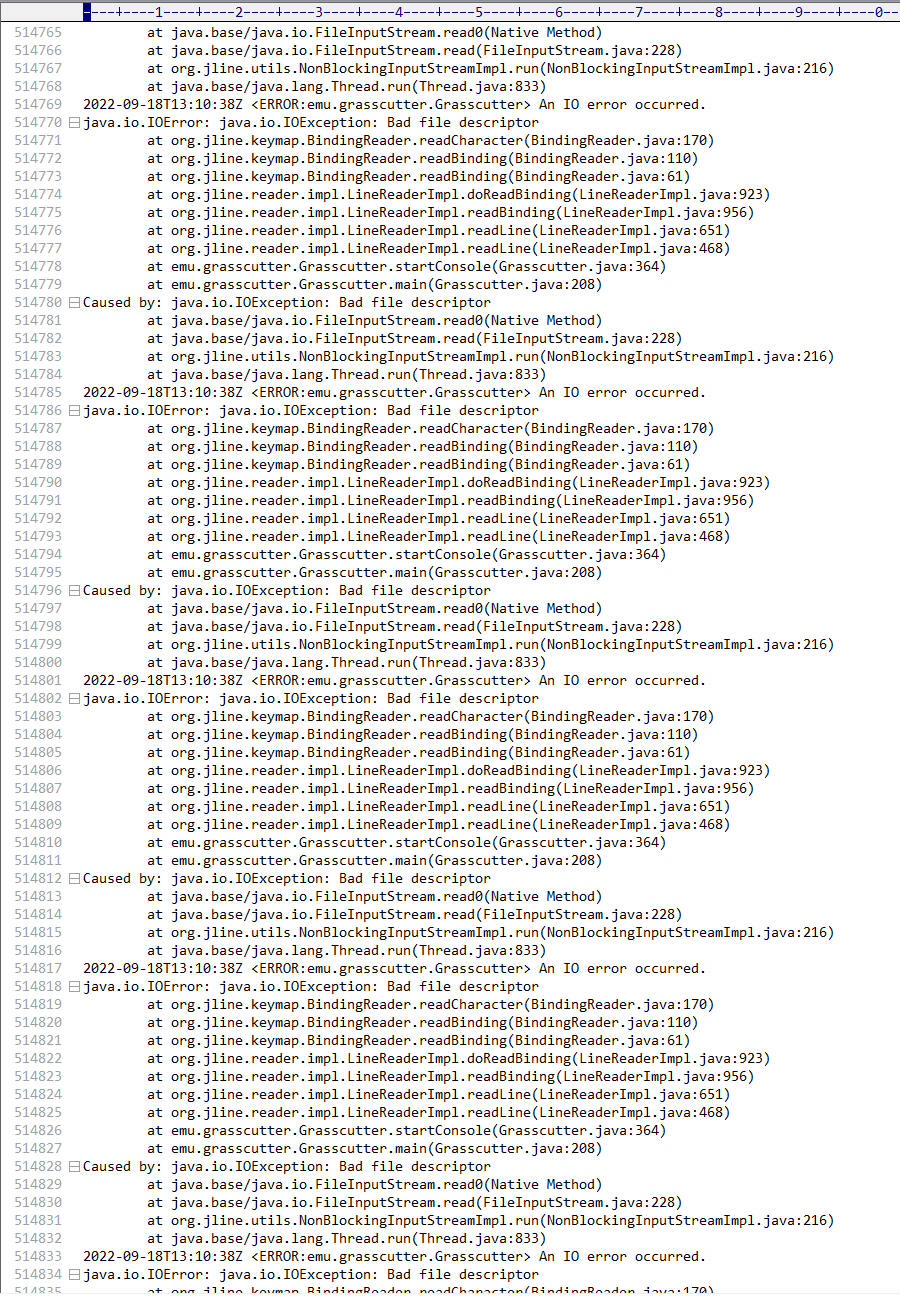 ----+----1----+----2----+----3----+----4----+----5----+----6----+----7----+----8----+----9----+----0--
514765 at java.base/java.io.FileInputStream.read0(Native Method)
514766 at java.base/java.io.FileInputStream.read(FileInputStream.java:228)
514767 at org.jline.utils.NonBlockingInputStreamImpl.run(NonBlockingInputStreamImpl.java:216)
514768 at java.base/java.lang.Thread.run(Thread.java:833)
514769 2022-09-18T13:10:38Z <ERROR:emu.grasscutter.Grasscutter> An IO error occurred.
514770 java.io.IOError: java.io.IOException: Bad file descriptor
514771 at org.jline.keymap.BindingReader.readCharacter(BindingReader.java:170)
514772 at org.jline.keymap.BindingReader.readBinding(BindingReader.java:110)
514773 at org.jline.keymap.BindingReader.readBinding(BindingReader.java:61)
514774 at org.jline.reader.impl.LineReaderImpl.doReadBinding(LineReaderImpl.java:923)
514775 at org.jline.reader.impl.LineReaderImpl.readBinding(LineReaderImpl.java:956)
514776 at org.jline.reader.impl.LineReaderImpl.readLine(LineReaderImpl.java:651)
514777 at org.jline.reader.impl.LineReaderImpl.readLine(LineReaderImpl.java:468)
514778 at emu.grasscutter.Grasscutter.startConsole(Grasscutter.java:364)
514779 at emu.grasscutter.Grasscutter.main(Grasscutter.java:208)
514780 Caused by: java.io.IOException: Bad file descriptor
514781 at java.base/java.io.FileInputStream.read0(Native Method)
514782 at java.base/java.io.FileInputStream.read(FileInputStream.java:228)
514783 at org.jline.utils.NonBlockingInputStreamImpl.run(NonBlockingInputStreamImpl.java:216)
514784 at java.base/java.lang.Thread.run(Thread.java:833)
514785 2022-09-18T13:10:38Z <ERROR:emu.grasscutter.Grasscutter> An IO error occurred.
514786 java.io.IOError: java.io.IOException: Bad file descriptor
514787 at org.jline.keymap.BindingReader.readCharacter(BindingReader.java:170)
514788 at org.jline.keymap.BindingReader.readBinding(BindingReader.java:110)
514789 at org.jline.keymap.BindingReader.readBinding(BindingReader.java:61)
514790 at org.jline.reader.impl.LineReaderImpl.doReadBinding(LineReaderImpl.java:923)
514791 at org.jline.reader.impl.LineReaderImpl.readBinding(LineReaderImpl.java:956)
514792 at org.jline.reader.impl.LineReaderImpl.readLine(LineReaderImpl.java:651)
514793 at org.jline.reader.impl.LineReaderImpl.readLine(LineReaderImpl.java:468)
514794 at emu.grasscutter.Grasscutter.startConsole(Grasscutter.java:364)
514795 at emu.grasscutter.Grasscutter.main(Grasscutter.java:208)
514796 Caused by: java.io.IOException: Bad file descriptor
514797 at java.base/java.io.FileInputStream.read0(Native Method)
514798 at java.base/java.io.FileInputStream.read(FileInputStream.java:228)
514799 at org.jline.utils.NonBlockingInputStreamImpl.run(NonBlockingInputStreamImpl.java:216)
514800 at java.base/java.lang.Thread.run(Thread.java:833)
514801 2022-09-18T13:10:38Z <ERROR:emu.grasscutter.Grasscutter> An IO error occurred.
514802 java.io.IOError: java.io.IOException: Bad file descriptor
514803 at org.jline.keymap.BindingReader.readCharacter(BindingReader.java:170)
514804 at org.jline.keymap.BindingReader.readBinding(BindingReader.java:110)
514805 at org.jline.keymap.BindingReader.readBinding(BindingReader.java:61)
514806 at org.jline.reader.impl.LineReaderImpl.doReadBinding(LineReaderImpl.java:923)
514807 at org.jline.reader.impl.LineReaderImpl.readBinding(LineReaderImpl.java:956)
514808 at org.jline.reader.impl.LineReaderImpl.readLine(LineReaderImpl.java:651)
514809 at org.jline.reader.impl.LineReaderImpl.readLine(LineReaderImpl.java:468)
514810 at emu.grasscutter.Grasscutter.startConsole(Grasscutter.java:364)
514811 at emu.grasscutter.Grasscutter.main(Grasscutter.java:208)
514812 Caused by: java.io.IOException: Bad file descriptor
514813 at java.base/java.io.FileInputStream.read0(Native Method)
514814 at java.base/java.io.FileInputStream.read(FileInputStream.java:228)
514815 at org.jline.utils.NonBlockingInputStreamImpl.run(NonBlockingInputStreamImpl.java:216)
514816 at java.base/java.lang.Thread.run(Thread.java:833)
514817 2022-09-18T13:10:38Z <ERROR:emu.grasscutter.Grasscutter> An IO error occurred.
514818 java.io.IOError: java.io.IOException: Bad file descriptor
514819 at org.jline.keymap.BindingReader.readCharacter(BindingReader.java:170)
514820 at org.jline.keymap.BindingReader.readBinding(BindingReader.java:110)
514821 at org.jline.keymap.BindingReader.readBinding(BindingReader.java:61)
514822 at org.jline.reader.impl.LineReaderImpl.doReadBinding(LineReaderImpl.java:923)
514823 at org.jline.reader.impl.LineReaderImpl.readBinding(LineReaderImpl.java:956)
514824 at org.jline.reader.impl.LineReaderImpl.readLine(LineReaderImpl.java:651)
514825 at org.jline.reader.impl.LineReaderImpl.readLine(LineReaderImpl.java:468)
514826 at emu.grasscutter.Grasscutter.startConsole(Grasscutter.java:364)
514827 at emu.grasscutter.Grasscutter.main(Grasscutter.java:208)
514828 Caused by: java.io.IOException: Bad file descriptor
514829 at java.base/java.io.FileInputStream.read0(Native Method)
514830 at java.base/java.io.FileInputStream.read(FileInputStream.java:228)
514831 at org.jline.utils.NonBlockingInputStreamImpl.run(NonBlockingInputStreamImpl.java:216)
514832 at java.base/java.lang.Thread.run(Thread.java:833)
514833 2022-09-18T13:10:38Z <ERROR:emu.grasscutter.Grasscutter> An IO error occurred.
514834 java.io.IOError: java.io.IOException: Bad file descriptor
514835 at org.jline.keymap.BindingReader.readCharacter(BindingReader.java:170)